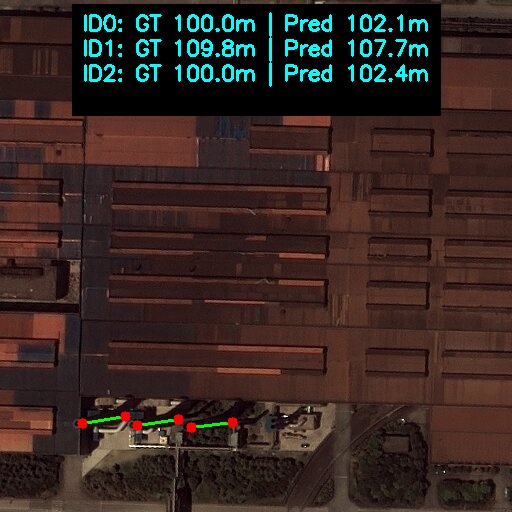 ID0: GT 100.0m | Pred 102.1m
ID1: GT 109.8m | Pred 107.7m
ID2: GT 100.0m | Pred 102.4m